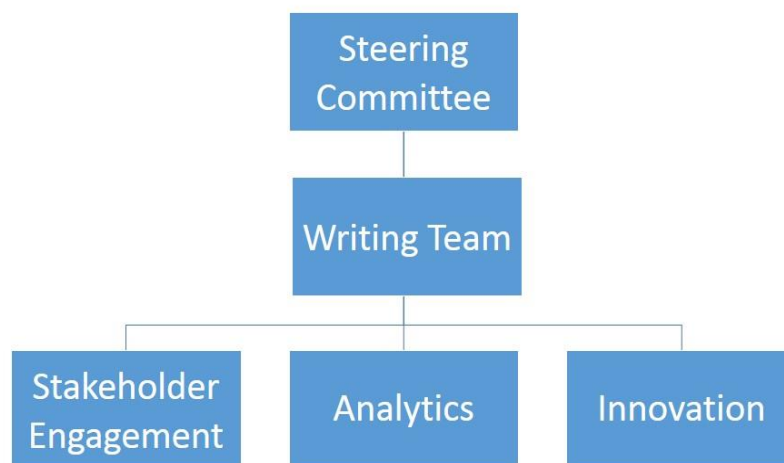 Steering
Committee
Writing Team
Stakeholder
Engagement
Analytics
Innovation